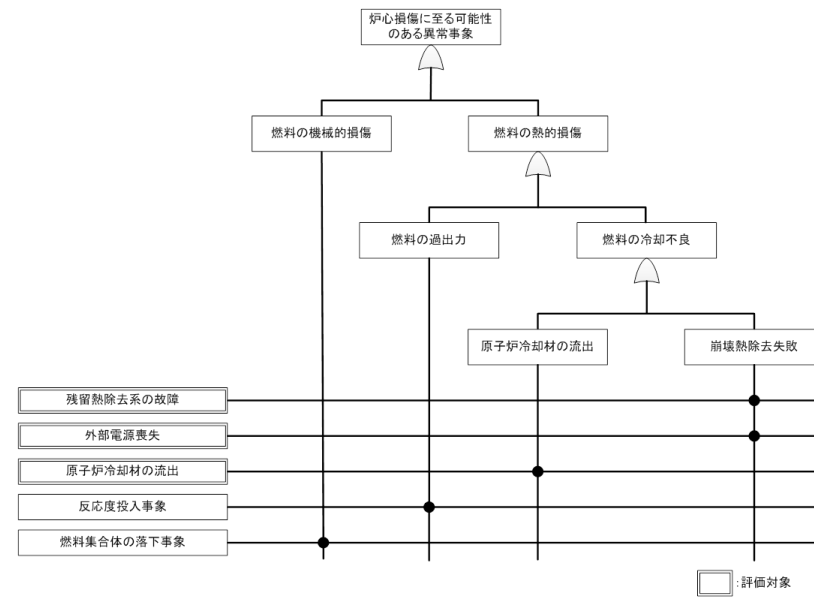 炉心損傷に至る可能性
のある異常事象
燃料の機械的損傷
燃料の熱的損傷
燃料の過出力
燃料の冷却不良
原子炉冷却材の流出
崩壊熱除去失敗
残留熱除去系の故障
外部電源喪失
原子炉冷却材の流出
反応度投入事象
燃料集合体の落下事象
:評価対象